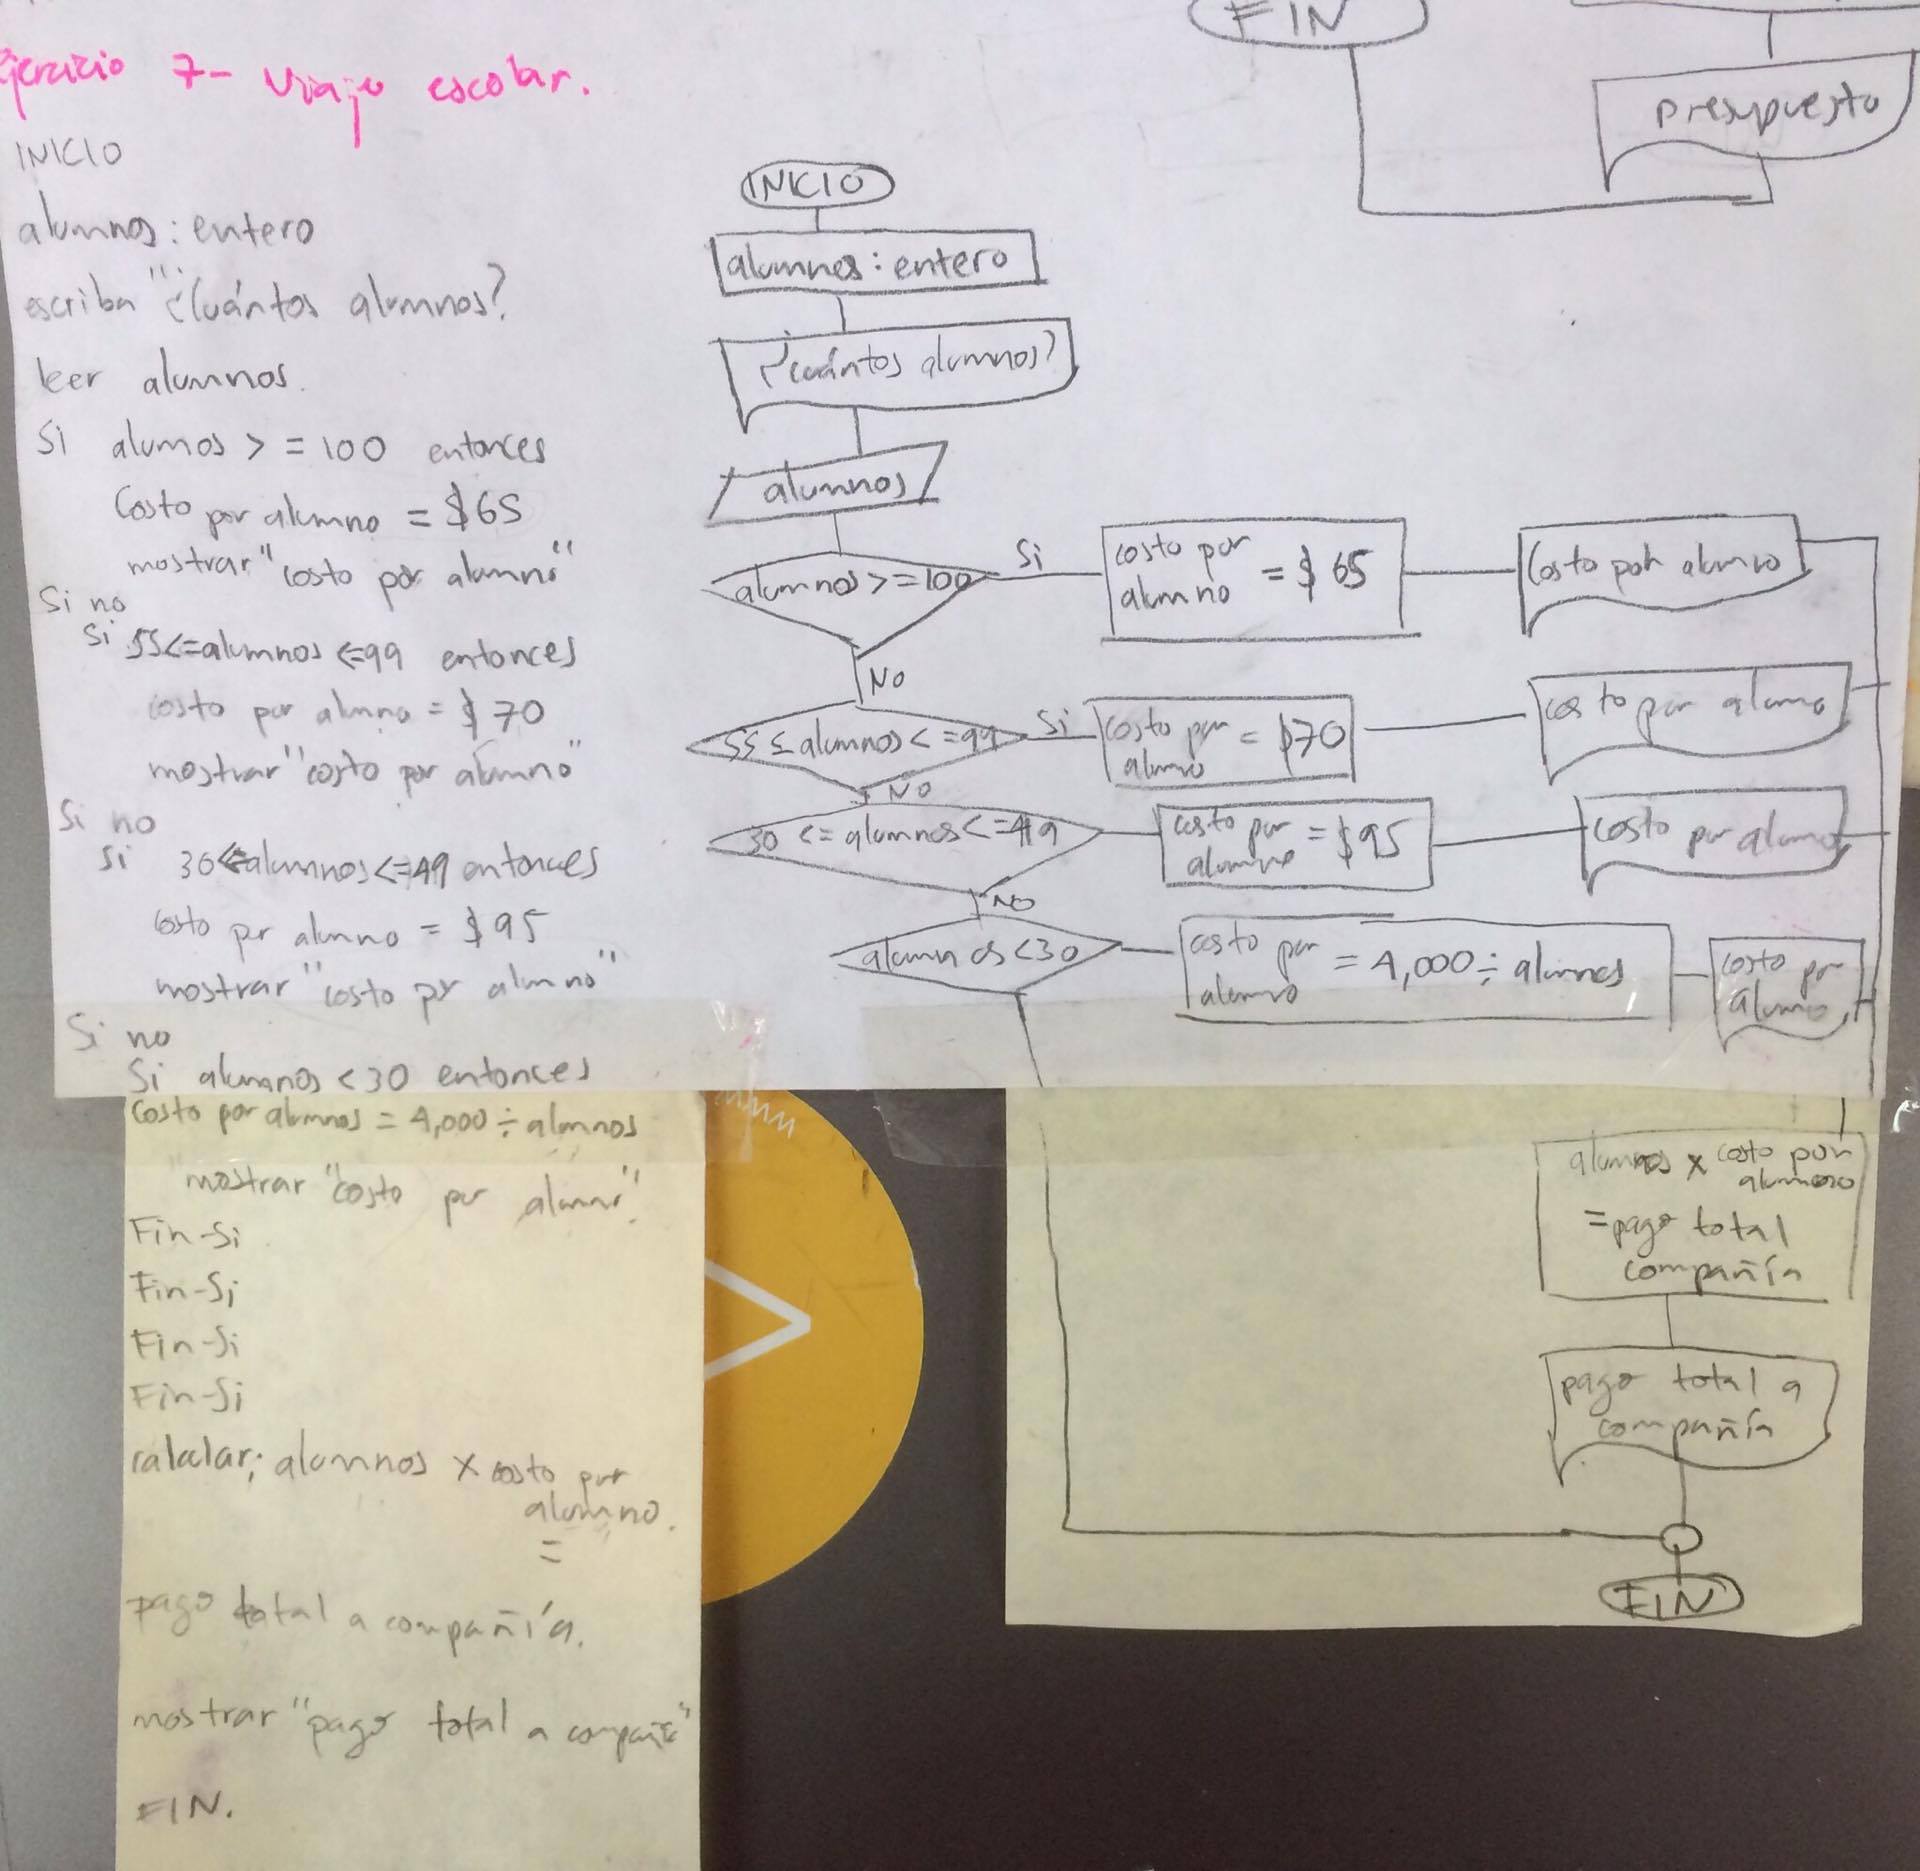 Ejercicio 7- Viaje escolar.
INICIO
alumnos: entero
escriba "¿Cuántos alumnos?
leer alumnos.
Si alumos > = 100 entonces
Costo por alumno = $65
mostrar "costo por alumno"
Si no
Si 55<=alumnos <=99 entonces
costo por alumno = $70
mostrar "costo por alumno"
Si no
Si 30<=alumnos<=49 entonces
costo por alumno = $95
mostrar "costo por alumno"
Si no
Si alumnos <30 entonces
Costo por alumnos = 4,000 ÷ alumnos
mostrar "costo por alumno".
Fin-Si
Fin-Si
Fin-Si
Fin-Si
calcular; alumnos x costo por
alumno.
=
pago total a compañía.
mostrar "pago total a compañía"
FIN.
FIN
presupuesto
INICIO
alumnos: entero
¿cuántos alumnos?
alumnos
alumnos >=100
Si
costo por
alumno = $65
Costo por alumno
No
55 ≤ alumnos <=99
Si
costo por
alumno = $70
costo por alumno
No
30 <= alumnos <=49
costo por
alumno = $95
costo por alumno
No
alumnos <30
costo por
alumno = 4,000 ÷ alumnos
costo por
alumno
alumnos x costo por
alumno
=pago total
compañía
pago total a
compañía
FIN